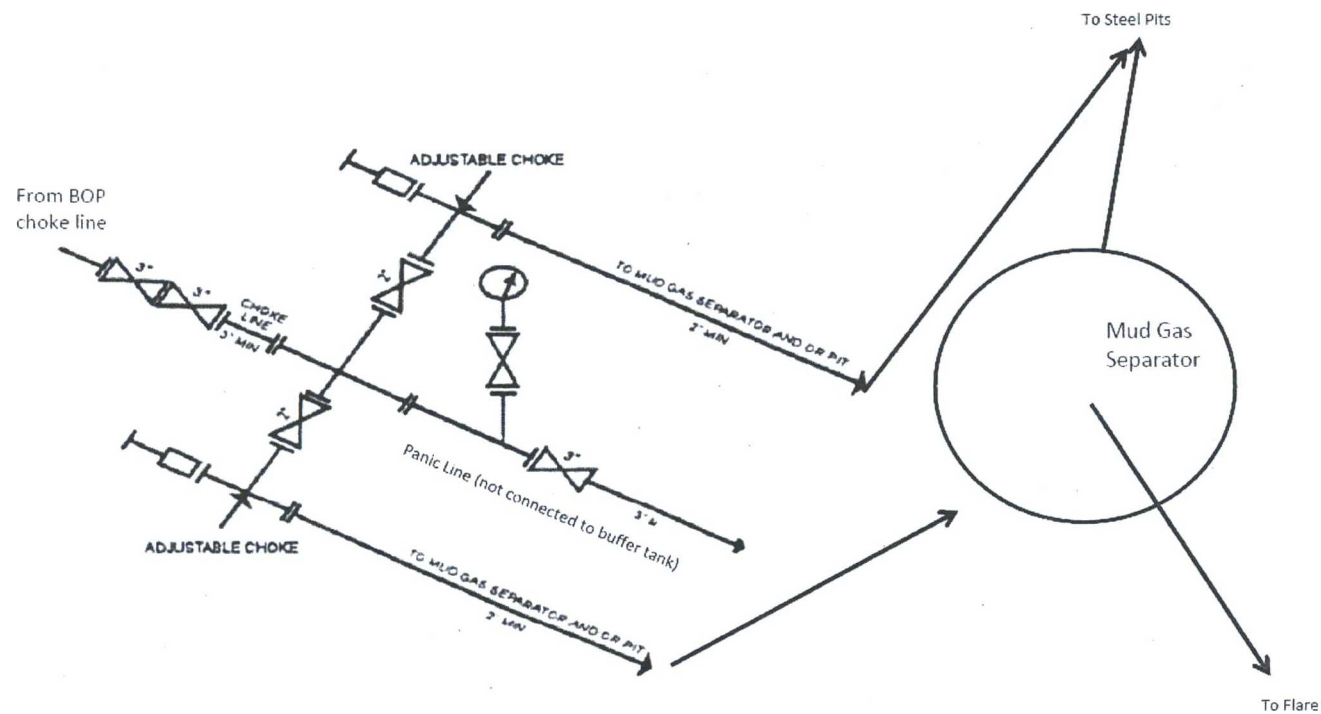 To Steel Pits
ADJUSTABLE CHOKE
From BOP
choke line
3"
3"
CHOKE
LINE
3" MIN
2"
TO MUD GAS SEPARATOR AND OR PIT
2" MIN
Mud Gas
Separator
2"
3"
Panic Line (not connected to buffer tank)
ADJUSTABLE CHOKE
TO MUD GAS SEPARATOR AND OR PIT
2" MIN
To Flare